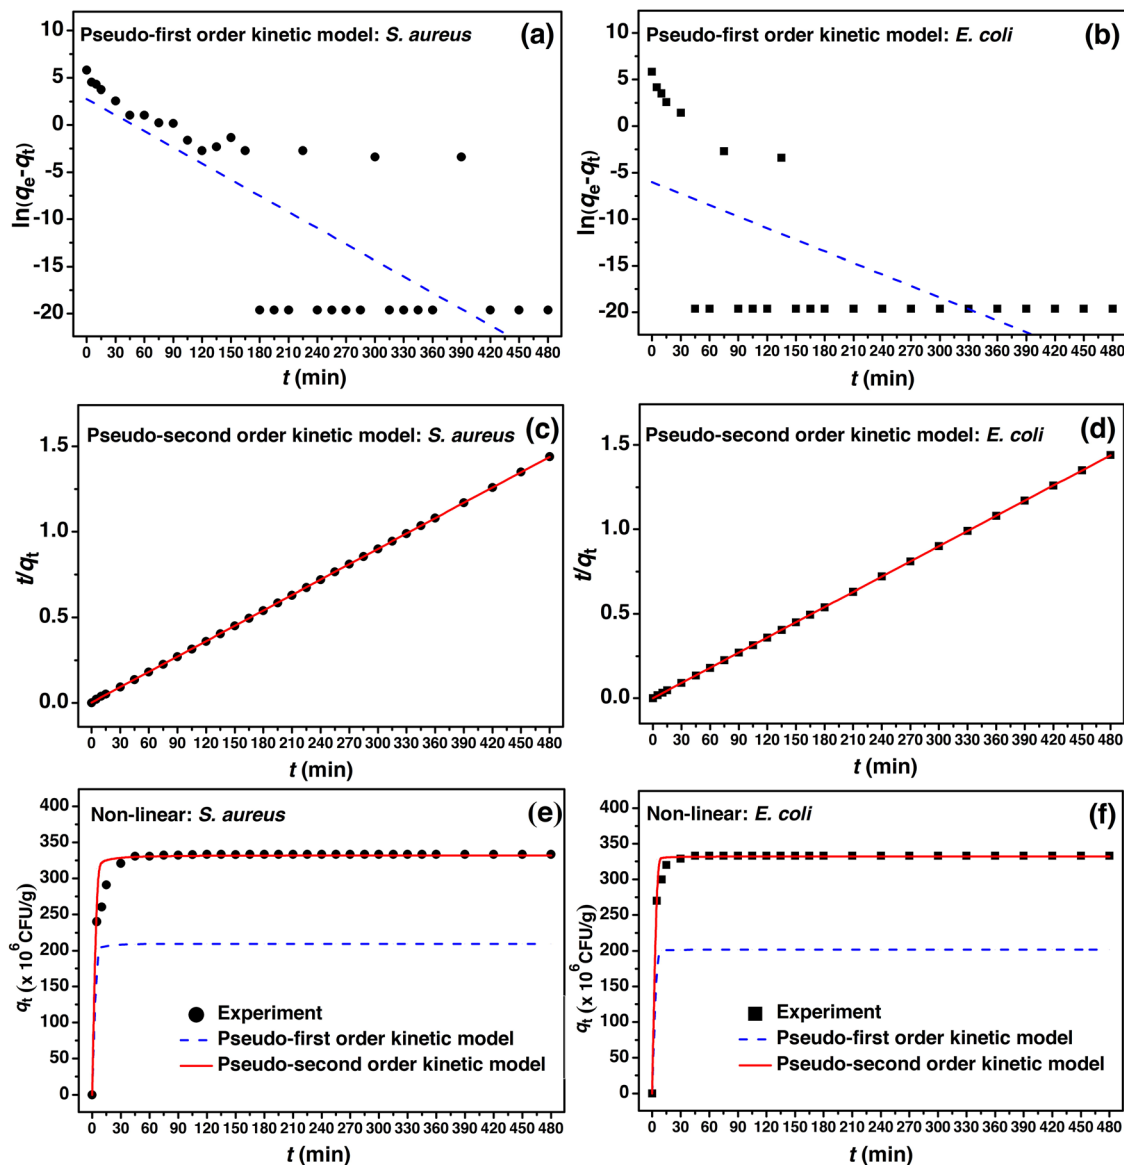 Pseudo-first order kinetic model: S. aureus (a)
10
5
0
-5
-10
-15
-20
ln(qe-qt)
0 30 60 90 120 150 180 210 240 270 300 330 360 390 420 450 480
t (min)
Pseudo-first order kinetic model: E. coli (b)
10
5
0
-5
-10
-15
-20
ln(qe-qt)
0 30 60 90 120 150 180 210 240 270 300 330 360 390 420 450 480
t (min)
Pseudo-second order kinetic model: S. aureus (c)
1.5
1.0
0.5
0.0
t/qt
0 30 60 90 120 150 180 210 240 270 300 330 360 390 420 450 480
t (min)
Pseudo-second order kinetic model: E. coli (d)
1.5
1.0
0.5
0.0
t/qt
0 30 60 90 120 150 180 210 240 270 300 330 360 390 420 450 480
t (min)
Non-linear: S. aureus (e)
400
350
300
250
200
150
100
50
0
qt (x 10^6 CFU/g)
Experiment
Pseudo-first order kinetic model
Pseudo-second order kinetic model
0 30 60 90 120 150 180 210 240 270 300 330 360 390 420 450 480
t (min)
Non-linear: E. coli (f)
400
350
300
250
200
150
100
50
0
qt (x 10^6 CFU/g)
Experiment
Pseudo-first order kinetic model
Pseudo-second order kinetic model
0 30 60 90 120 150 180 210 240 270 300 330 360 390 420 450 480
t (min)